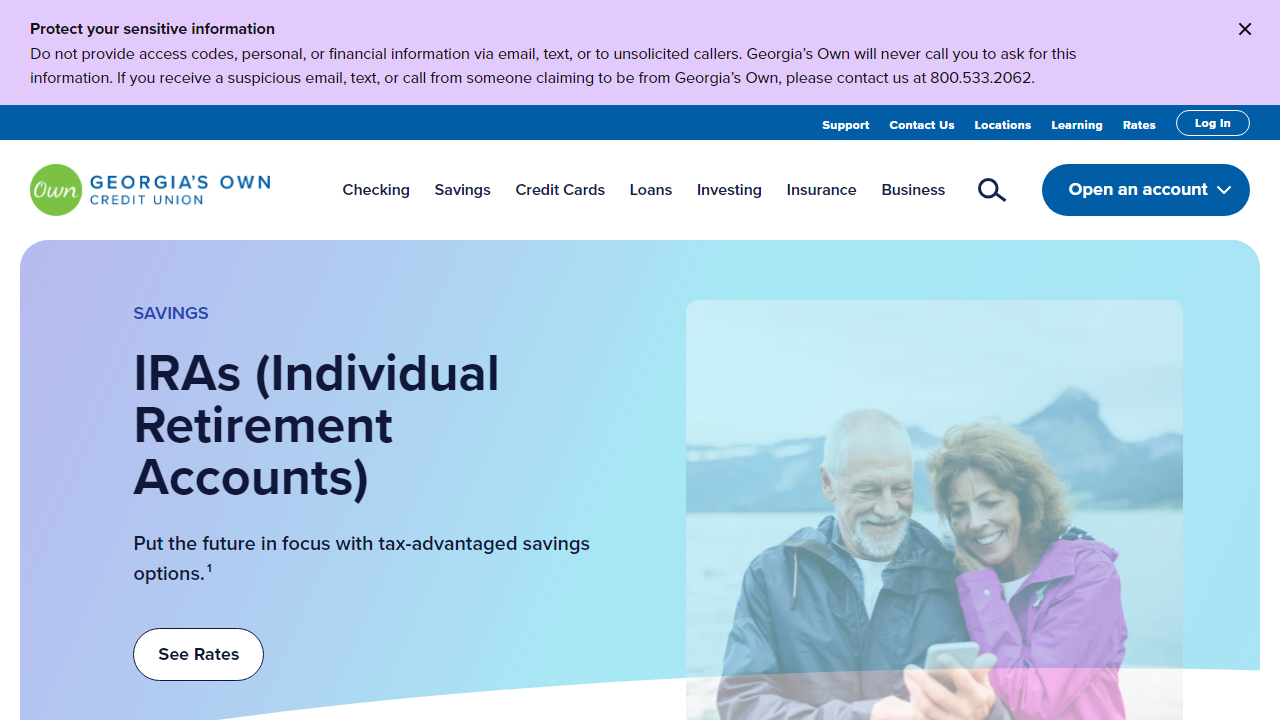 Protect your sensitive information
Do not provide access codes, personal, or financial information via email, text, or to unsolicited callers. Georgia’s Own will never call you to ask for this
information. If you receive a suspicious email, text, or call from someone claiming to be from Georgia’s Own, please contact us at 800.533.2062.
Support Contact Us Locations Learning Rates Log In
Own GEORGIA’S OWN
CREDIT UNION
Checking Savings Credit Cards Loans Investing Insurance Business Open an account
SAVINGS
IRAs (Individual
Retirement
Accounts)
Put the future in focus with tax-advantaged savings
options.1
See Rates